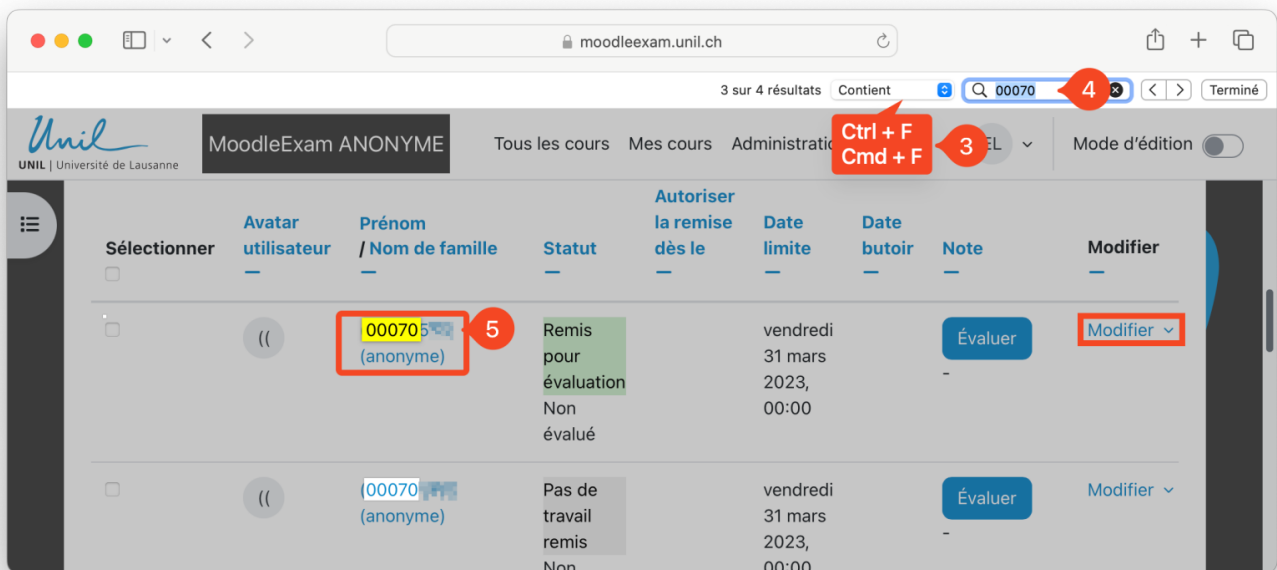 moodleexam.unil.ch
3 sur 4 résultats Contient 00070 4 Terminé
Unil
UNIL | Université de Lausanne
MoodleExam ANONYME
Tous les cours Mes cours Administratio
Ctrl + F
Cmd + F
3
EL
Mode d'édition
Sélectionner
Avatar
utilisateur
Prénom
/ Nom de famille
Statut
Autoriser
la remise
dès le
Date
limite
Date
butoir
Note
Modifier
((
(000705
(anonyme)
5
Remis
pour
évaluation
Non
évalué
vendredi
31 mars
2023,
00:00
Évaluer
-
Modifier
((
(00070
(anonyme)
Pas de
travail
remis
Non
vendredi
31 mars
2023,
00:00
Évaluer
-
Modifier